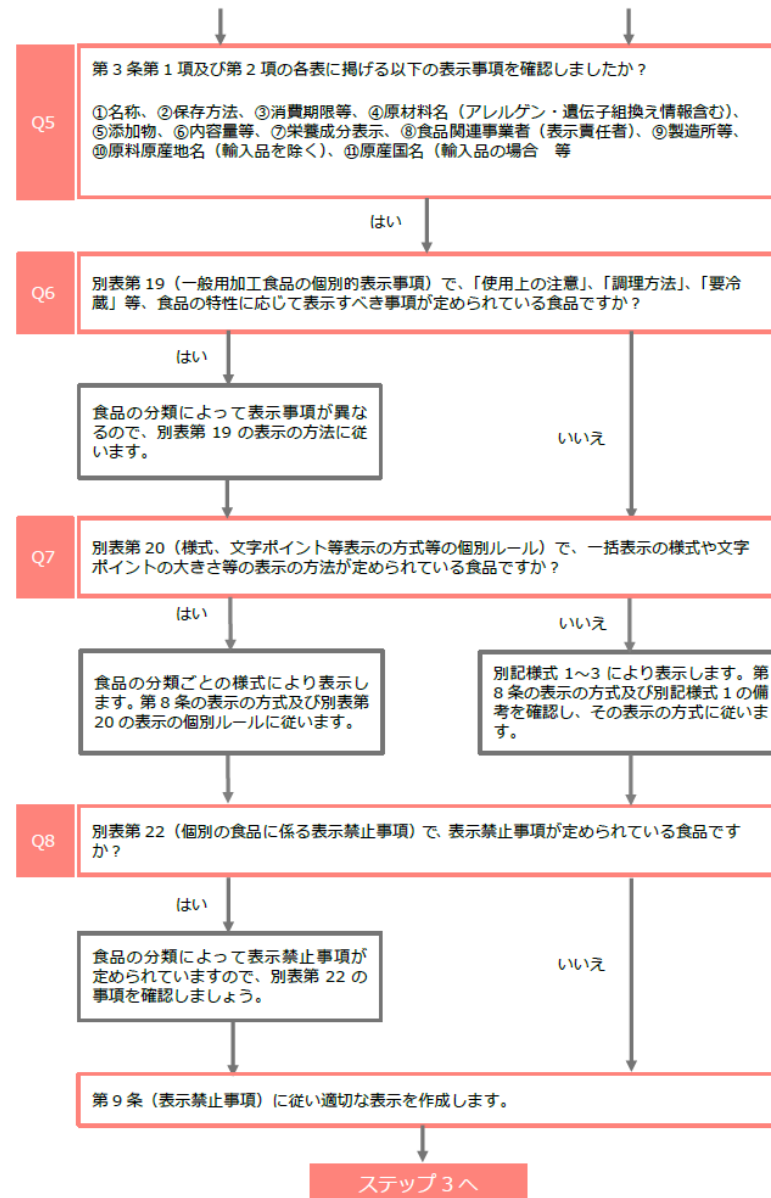 Q5
第3条第1項及び第2項の各表に掲げる以下の表示事項を確認しましたか？
①名称、②保存方法、③消費期限等、④原材料名（アレルゲン・遺伝子組換え情報含む）、
⑤添加物、⑥内容量等、⑦栄養成分表示、⑧食品関連事業者（表示責任者）、⑨製造所等、
⑩原料原産地名（輸入品を除く）、⑪原産国名（輸入品の場合　等
はい
Q6
別表第19（一般用加工食品の個別的表示事項）で、「使用上の注意」、「調理方法」、「要冷
蔵」等、食品の特性に応じて表示すべき事項が定められている食品ですか？
はい
食品の分類によって表示事項が異な
るので、別表第 19 の表示の方法に従
います。
いいえ
Q7
別表第20（様式、文字ポイント等表示の方式等の個別ルール）で、一括表示の様式や文字
ポイントの大きさ等の表示の方法が定められている食品ですか？
はい
いいえ
食品の分類ごとの様式により表示し
ます。第8条の表示の方式及び別表第
20の表示の個別ルールに従います。
別記様式 1～3 により表示します。第
8条の表示の方式及び別記様式1の備
考を確認し、その表示の方式に従いま
す。
Q8
別表第22（個別の食品に係る表示禁止事項）で、表示禁止事項が定められている食品です
か？
はい
食品の分類によって表示禁止事項が
定められていますので、別表第 22 の
事項を確認しましょう。
いいえ
第9条（表示禁止事項）に従い適切な表示を作成します。
ステップ3へ